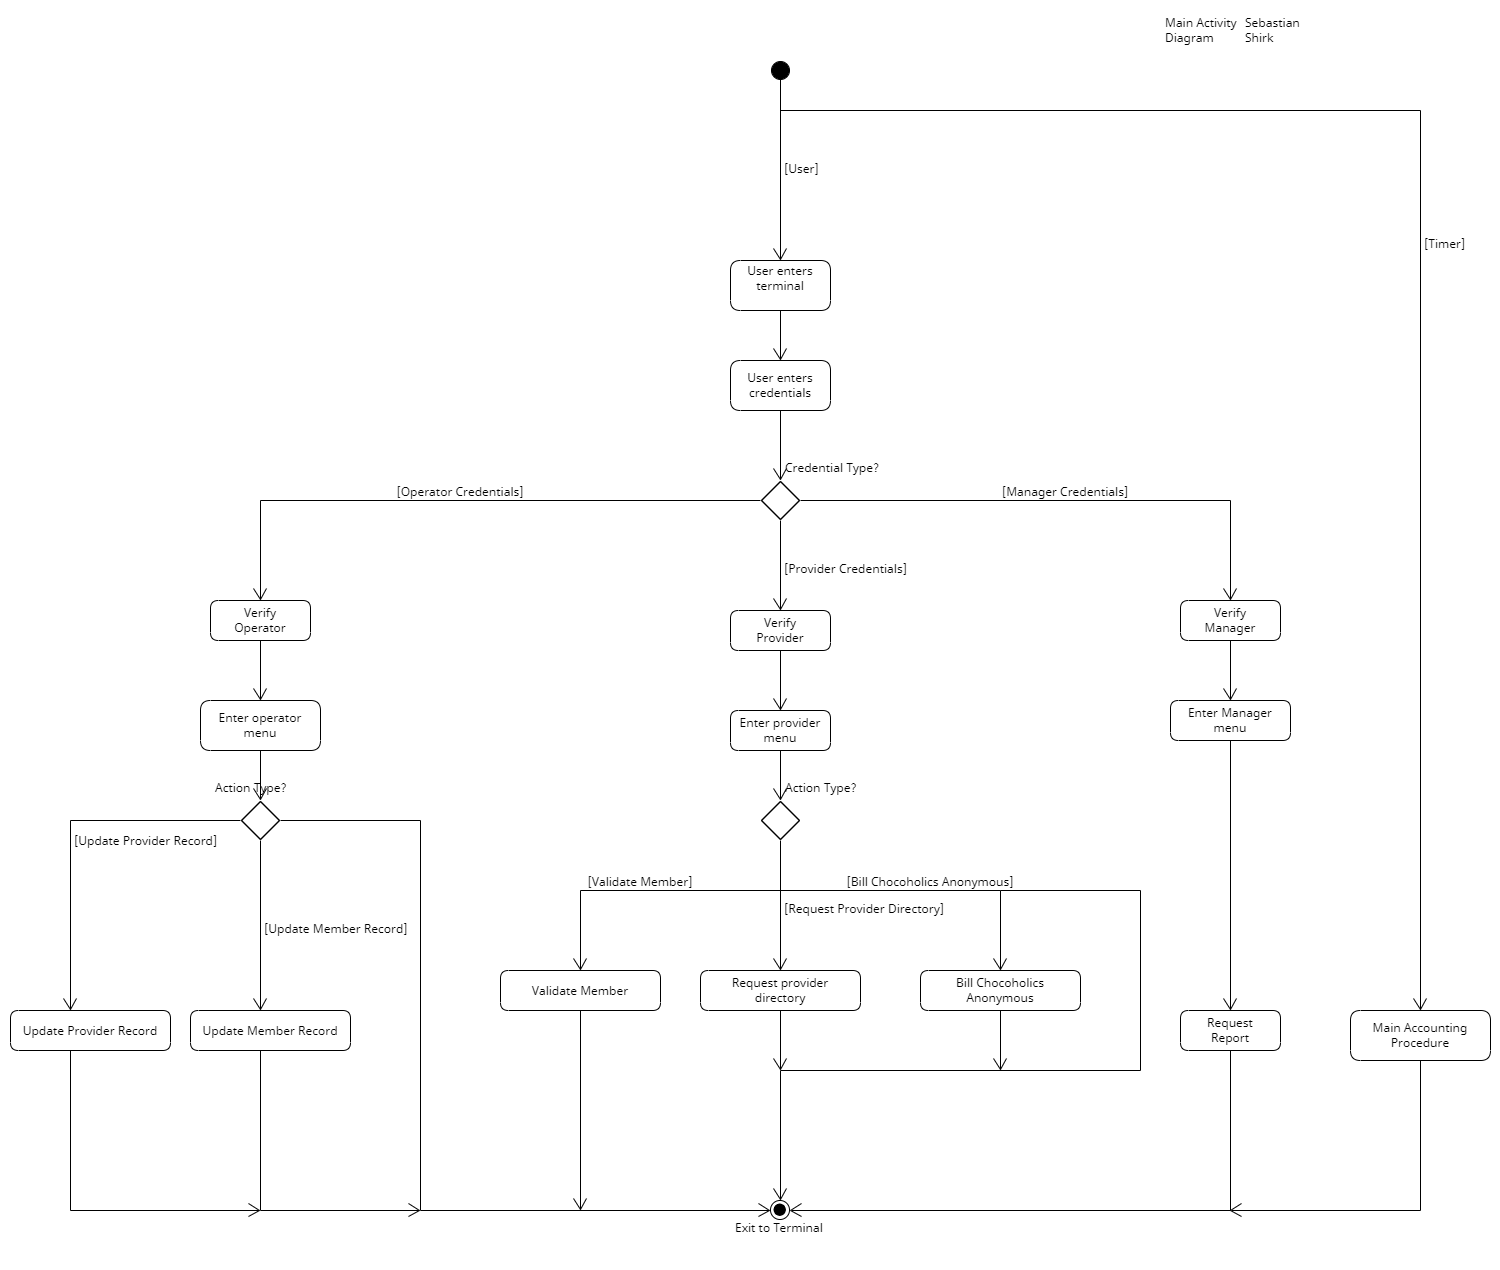 Main Activity Diagram
Sebastian Shirk
[User]
[Timer]
User enters
terminal
User enters
credentials
Credential Type?
[Operator Credentials]
[Manager Credentials]
[Provider Credentials]
Verify
Operator
Verify
Provider
Verify
Manager
Enter operator
menu
Enter provider
menu
Enter Manager
menu
Action Type?
Action Type?
[Update Provider Record]
[Validate Member]
[Bill Chocoholics Anonymous]
[Request Provider Directory]
[Update Member Record]
Validate Member
Request provider
directory
Bill Chocoholics
Anonymous
Update Provider Record
Update Member Record
Request
Report
Main Accounting
Procedure
Exit to Terminal